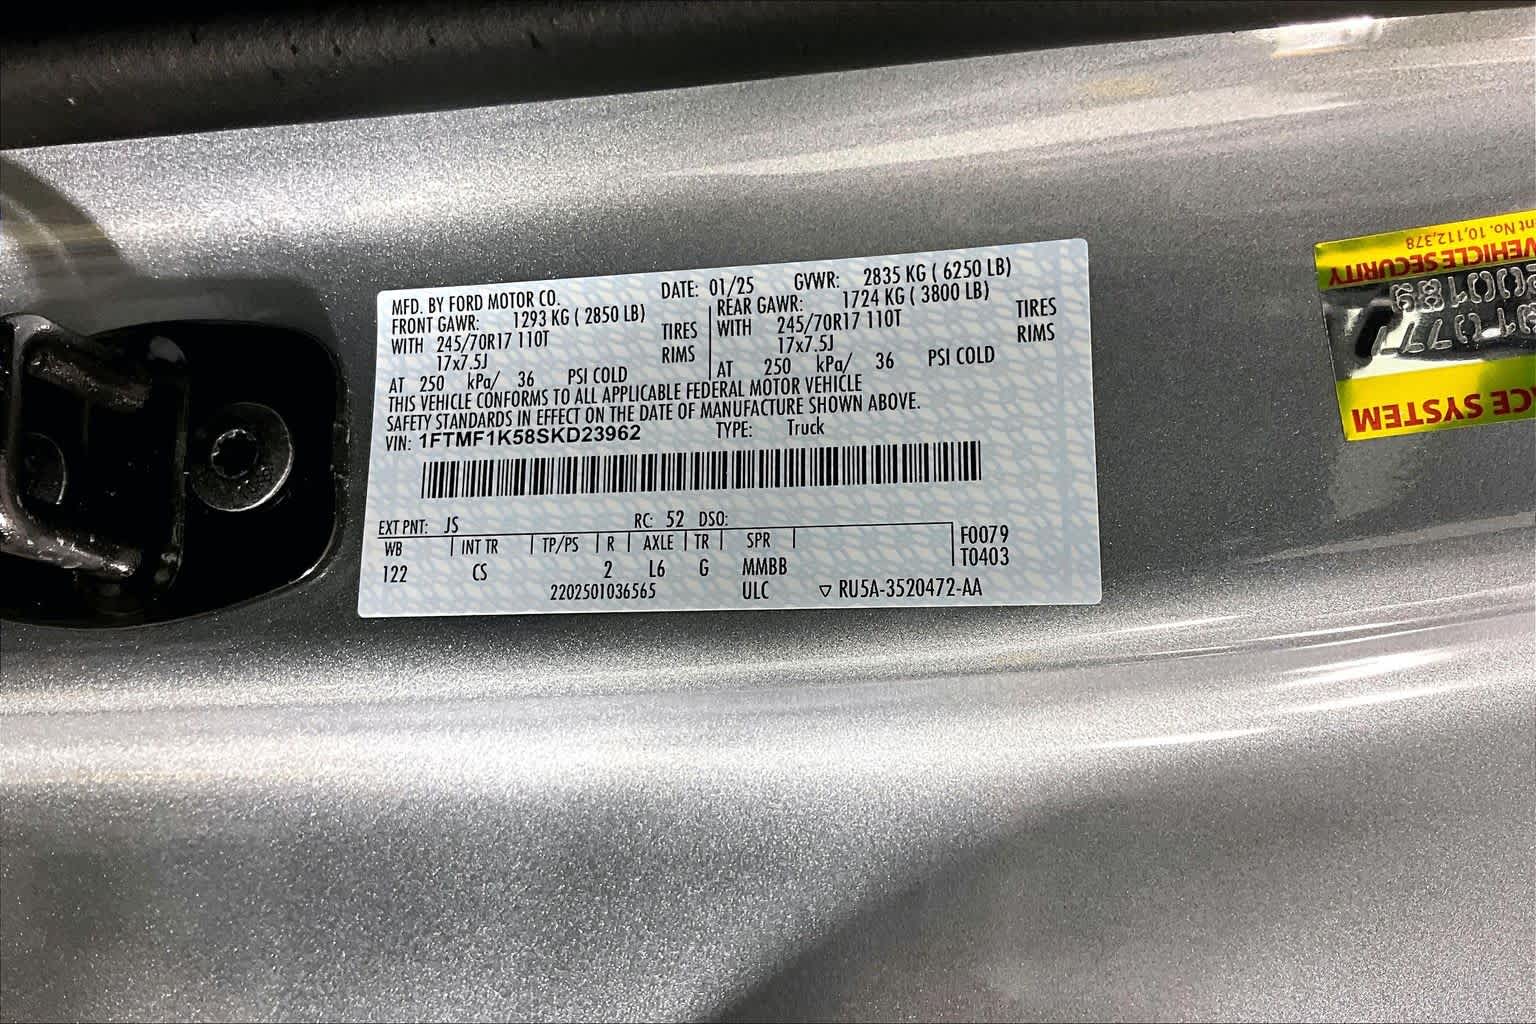 MFD. BY FORD MOTOR CO. DATE: 01/25 GVWR: 2835 KG ( 6250 LB)
FRONT GAWR: 1293 KG ( 2850 LB) REAR GAWR: 1724 KG ( 3800 LB)
WITH 245/70R17 110T TIRES WITH 245/70R17 110T TIRES
17x7.5J RIMS 17x7.5J RIMS
AT 250 kPa/ 36 PSI COLD AT 250 kPa/ 36 PSI COLD
THIS VEHICLE CONFORMS TO ALL APPLICABLE FEDERAL MOTOR VEHICLE
SAFETY STANDARDS IN EFFECT ON THE DATE OF MANUFACTURE SHOWN ABOVE.
VIN: 1FTMF1K58SKD23962 TYPE: Truck
EXT PNT: JS RC: 52 DSO:
WB INT TR TP/PS R AXLE TR SPR F0079
122 CS 2 L6 G MMBB T0403
2202501036565 ULC ▽ RU5A-3520472-AA
nt No. 10,112,378
VEHICLE SECURITY
CE SYSTEM